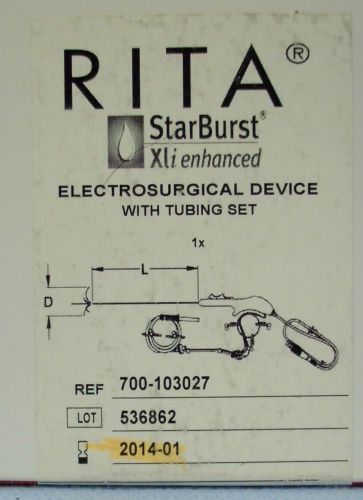 RITA®
StarBurst®
Xli enhanced
ELECTROSURGICAL DEVICE
WITH TUBING SET
1x
L
D
REF 700-103027
LOT 536862
2014-01